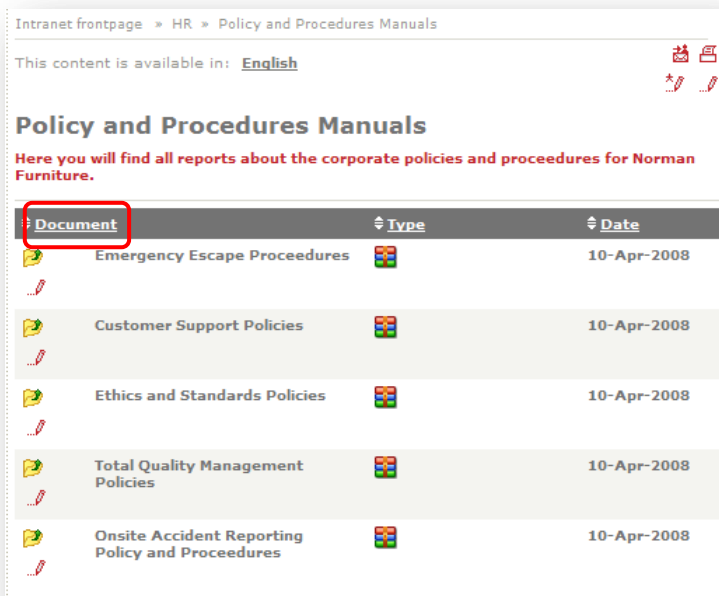 Intranet frontpage » HR » Policy and Procedures Manuals
This content is available in: English
Policy and Procedures Manuals
Here you will find all reports about the corporate policies and proceedures for Norman
Furniture.
Document Type Date
Emergency Escape Proceedures 10-Apr-2008
Customer Support Policies 10-Apr-2008
Ethics and Standards Policies 10-Apr-2008
Total Quality Management 10-Apr-2008
Policies
Onsite Accident Reporting 10-Apr-2008
Policy and Proceedures